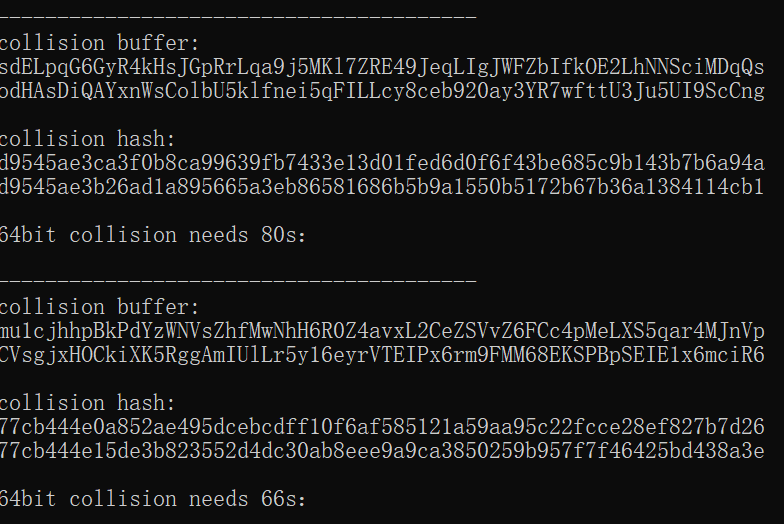 collision buffer:
sdELpqG6GyR4kHsJGpRrLqa9j5MKl7ZRE49JeqLIgJWFZbIfkOE2LhNNSciMDqQs
odHAsDiQAYxnWsColbU5klfnei5qFILLcy8ceb920ay3YR7wfttU3Ju5UI9ScCng
collision hash:
d9545ae3ca3f0b8ca99639fb7433e13d01fed6d0f6f43be685c9b143b7b6a94a
d9545ae3b26ad1a895665a3eb86581686b5b9a1550b5172b67b36a1384114cb1
64bit collision needs 80s:
collision buffer:
mu1cjhhpBkPdYzWNVsZhfMwNhH6R0Z4avxL2CeZSVvZ6FCc4pMeLXS5qar4MJnVp
CVsgjxHOCkiXK5RggAmIUlLr5y16eyrVTEIPx6rm9FMM68EKSPBpSEIE1x6mciR6
collision hash:
77cb444e0a852ae495dcebcdff10f6af585121a59aa95c22fcce28ef827b7d26
77cb444e15de3b823552d4dc30ab8eee9a9ca3850259b957f7f46425bd438a3e
64bit collision needs 66s: